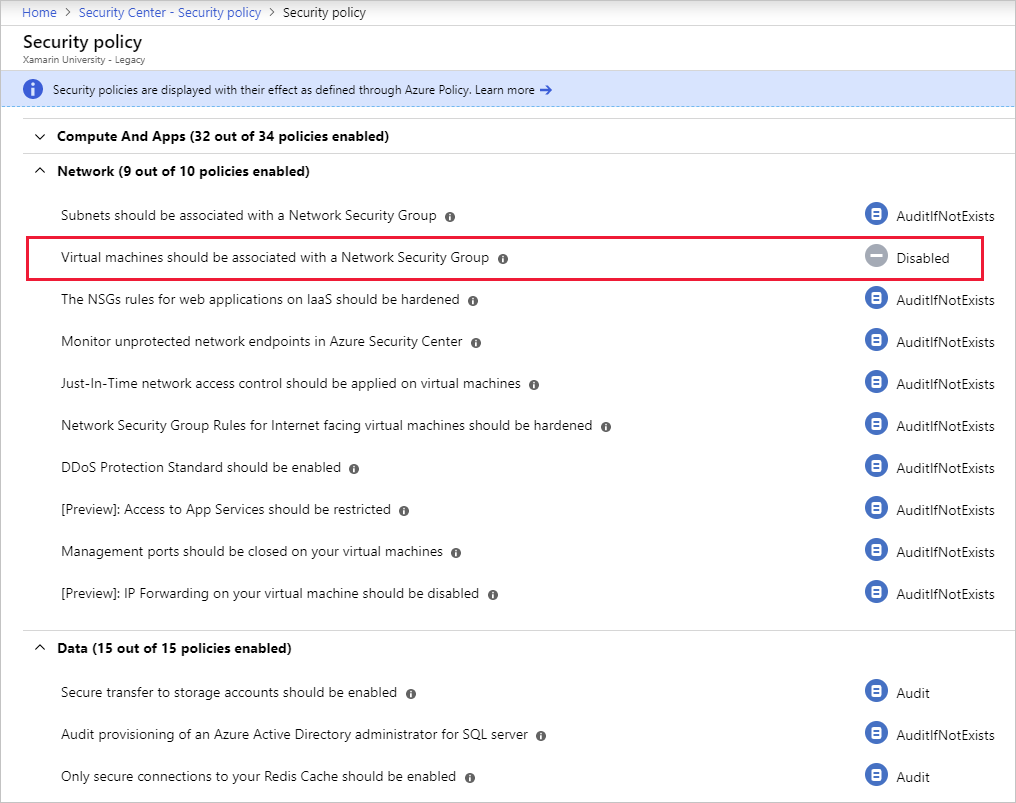 Home > Security Center - Security policy > Security policy
Security policy
Xamarin University - Legacy
Security policies are displayed with their effect as defined through Azure Policy. Learn more →
Compute And Apps (32 out of 34 policies enabled)
Network (9 out of 10 policies enabled)
Subnets should be associated with a Network Security Group AuditIfNotExists
Virtual machines should be associated with a Network Security Group Disabled
The NSGs rules for web applications on IaaS should be hardened AuditIfNotExists
Monitor unprotected network endpoints in Azure Security Center AuditIfNotExists
Just-In-Time network access control should be applied on virtual machines AuditIfNotExists
Network Security Group Rules for Internet facing virtual machines should be hardened AuditIfNotExists
DDoS Protection Standard should be enabled AuditIfNotExists
[Preview]: Access to App Services should be restricted AuditIfNotExists
Management ports should be closed on your virtual machines AuditIfNotExists
[Preview]: IP Forwarding on your virtual machine should be disabled AuditIfNotExists
Data (15 out of 15 policies enabled)
Secure transfer to storage accounts should be enabled Audit
Audit provisioning of an Azure Active Directory administrator for SQL server AuditIfNotExists
Only secure connections to your Redis Cache should be enabled Audit